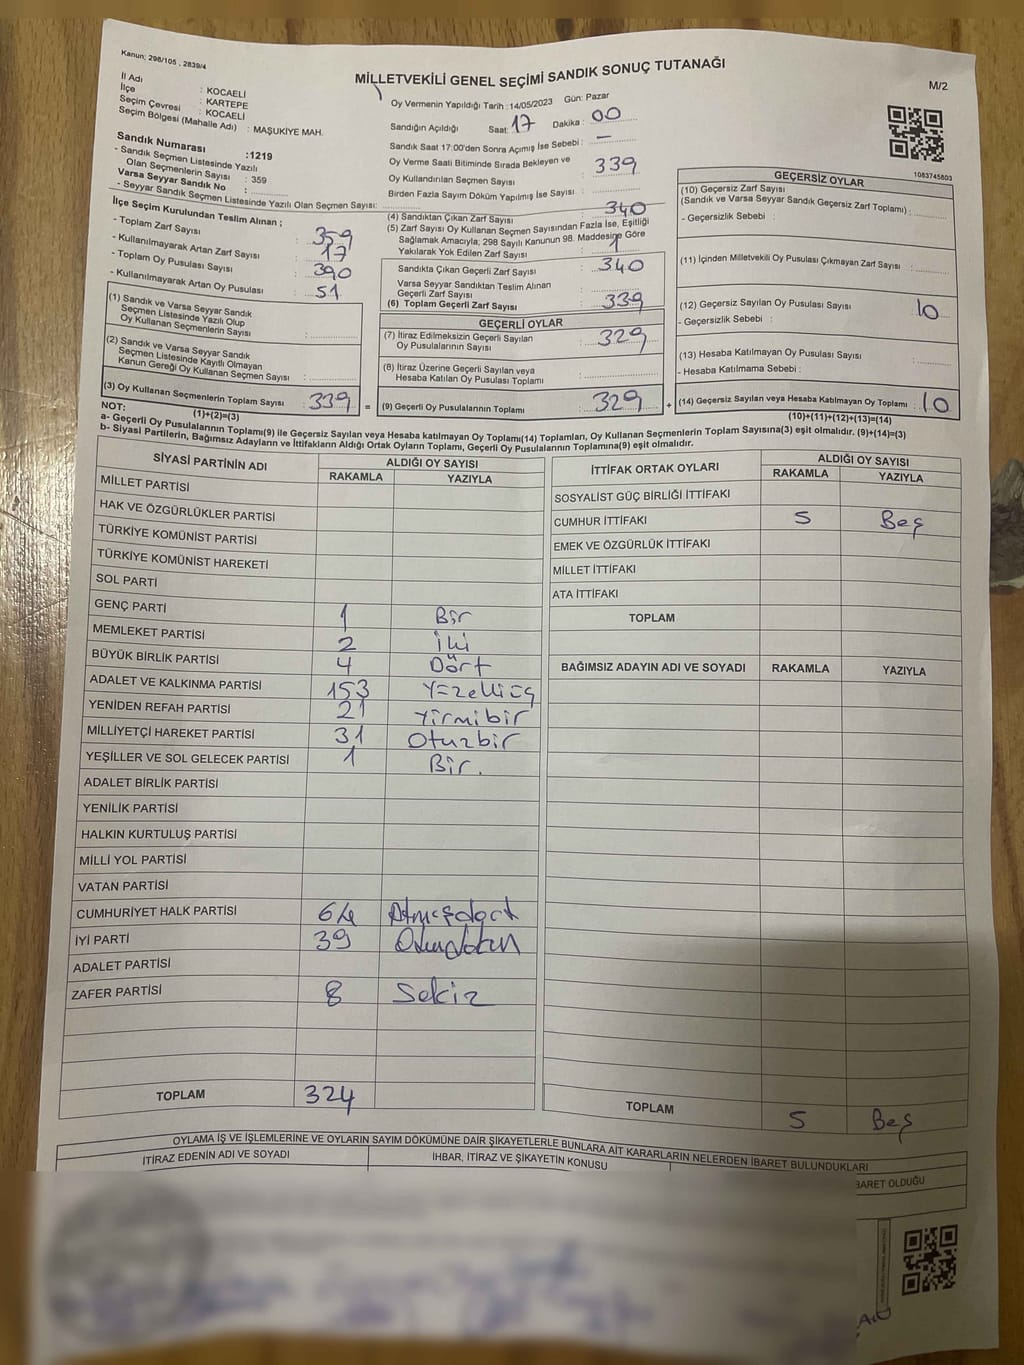 Kanun; 298/105 , 2839/4
MİLLETVEKİLİ GENEL SEÇİMİ SANDIK SONUÇ TUTANAĞI
M/2
İl Adı : KOCAELİ
İlçe : KARTEPE
Seçim Çevresi : KOCAELİ
Seçim Bölgesi (Mahalle Adı) : MAŞUKİYE MAH.
Sandık Numarası :1219
- Sandık Seçmen Listesinde Yazılı
Olan Seçmenlerin Sayısı : 359
Varsa Seyyar Sandık No :
- Seyyar Sandık Seçmen Listesinde Yazılı Olan Seçmen Sayısı:
Oy Vermenin Yapıldığı Tarih : 14/05/2023 Gün: Pazar
Sandığın Açıldığı Saat: 17 Dakika : 00
Sandık Saat 17:00'den Sonra Açımış İse Sebebi : —
Oy Verme Saati Bitiminde Sırada Bekleyen ve
Oy Kullandırılan Seçmen Sayısı : 339
Birden Fazla Sayım Döküm Yapılmış İse Sayısı :
1083745803
İlçe Seçim Kurulundan Teslim Alınan ;
- Toplam Zarf Sayısı : 359
- Kullanılmayarak Artan Zarf Sayısı : 17
- Toplam Oy Pusulası Sayısı : 390
- Kullanılmayarak Artan Oy Pusulası : 51
(1) Sandık ve Varsa Seyyar Sandık
Seçmen Listesinde Yazılı Olup
Oy Kullanan Seçmenlerin Sayısı :
(2) Sandık ve Varsa Seyyar Sandık
Seçmen Listesinde Kayıtlı Olmayan
Kanun Gereği Oy Kullanan Seçmen Sayısı :
(3) Oy Kullanan Seçmenlerin Toplam Sayısı : 339 =
(1)+(2)=(3)
(4) Sandıktan Çıkan Zarf Sayısı : 340
(5) Zarf Sayısı Oy Kullanan Seçmen Sayısından Fazla İse, Eşitliği
Sağlamak Amacıyla; 298 Sayılı Kanunun 98. Maddesine Göre
Yakılarak Yok Edilen Zarf Sayısı : 1
Sandıkta Çıkan Geçerli Zarf Sayısı : 340
Varsa Seyyar Sandıktan Teslim Alınan
Geçerli Zarf Sayısı :
(6) Toplam Geçerli Zarf Sayısı : 339
GEÇERLİ OYLAR
(7) İtiraz Edilmeksizin Geçerli Sayılan
Oy Pusulalarının Sayısı : 329
(8) İtiraz Üzerine Geçerli Sayılan veya
Hesaba Katılan Oy Pusulası Toplamı :
(9) Geçerli Oy Pusulalarının Toplamı : 329 +
GEÇERSİZ OYLAR
(10) Geçersiz Zarf Sayısı
(Sandık ve Varsa Seyyar Sandık Geçersiz Zarf Toplamı) :
- Geçersizlik Sebebi :
(11) İçinden Milletvekili Oy Pusulası Çıkmayan Zarf Sayısı :
(12) Geçersiz Sayılan Oy Pusulası Sayısı : 10
- Geçersizlik Sebebi :
(13) Hesaba Katılmayan Oy Pusulası Sayısı :
- Hesaba Katılmama Sebebi :
(14) Geçersiz Sayılan veya Hesaba Katılmayan Oy Toplamı : 10
(10)+(11)+(12)+(13)=(14)
NOT:
a- Geçerli Oy Pusulasının Toplamı(9) ile Geçersiz Sayılan veya Hesaba katılmayan Oy Toplamı(14) Toplamları, Oy Kullanan Seçmenlerin Toplam Sayısına(3) eşit olmalıdır. (9)+(14)=(3)
b- Siyasi Partilerin, Bağımsız Adayların ve İttifakların Aldığı Ortak Oyların Toplamı, Geçerli Oy Pusulalarının Toplamına(9) eşit olmalıdır.
SİYASİ PARTİNİN ADI ALDIĞI OY SAYISI
RAKAMLA YAZIYLA
MİLLET PARTİSİ
HAK VE ÖZGÜRLÜKLER PARTİSİ
TÜRKİYE KOMÜNİST PARTİSİ
TÜRKİYE KOMÜNİST HAREKETİ
SOL PARTİ
GENÇ PARTİ 1 Bir
MEMLEKET PARTİSİ 2 İki
BÜYÜK BİRLİK PARTİSİ 4 Dört
ADALET VE KALKINMA PARTİSİ 153 Yüzelliüç
YENİDEN REFAH PARTİSİ 21 Yirmibir
MİLLİYETÇİ HAREKET PARTİSİ 31 Otuzbir
YEŞİLLER VE SOL GELECEK PARTİSİ 1 Bir.
ADALET BİRLİK PARTİSİ
YENİLİK PARTİSİ
HALKIN KURTULUŞ PARTİSİ
MİLLİ YOL PARTİSİ
VATAN PARTİSİ
CUMHURİYET HALK PARTİSİ 64 Atmışdört
İYİ PARTİ 39 Otuzdokuz
ADALET PARTİSİ
ZAFER PARTİSİ 8 Sekiz
TOPLAM 324
İTTİFAK ORTAK OYLARI ALDIĞI OY SAYISI
RAKAMLA YAZIYLA
SOSYALIST GÜÇ BİRLİĞİ İTTİFAKI
CUMHUR İTTİFAKI 5 Beş
EMEK VE ÖZGÜRLÜK İTTİFAKI
MİLLET İTTİFAKI
ATA İTTİFAKI
TOPLAM
BAĞIMSIZ ADAYIN ADI VE SOYADI RAKAMLA YAZIYLA
TOPLAM 5 Beş
OYLAMA İŞ VE İŞLEMLERİNE VE OYLARIN SAYIM DÖKÜMÜNE DAİR ŞİKAYETLERLE BUNLARA AİT KARARLARIN NELERDEN İBARET BULUNDUKLARI
İTİRAZ EDENİN ADI VE SOYADI İHBAR, İTİRAZ VE ŞİKAYETİN KONUSU BARET OLDUĞU